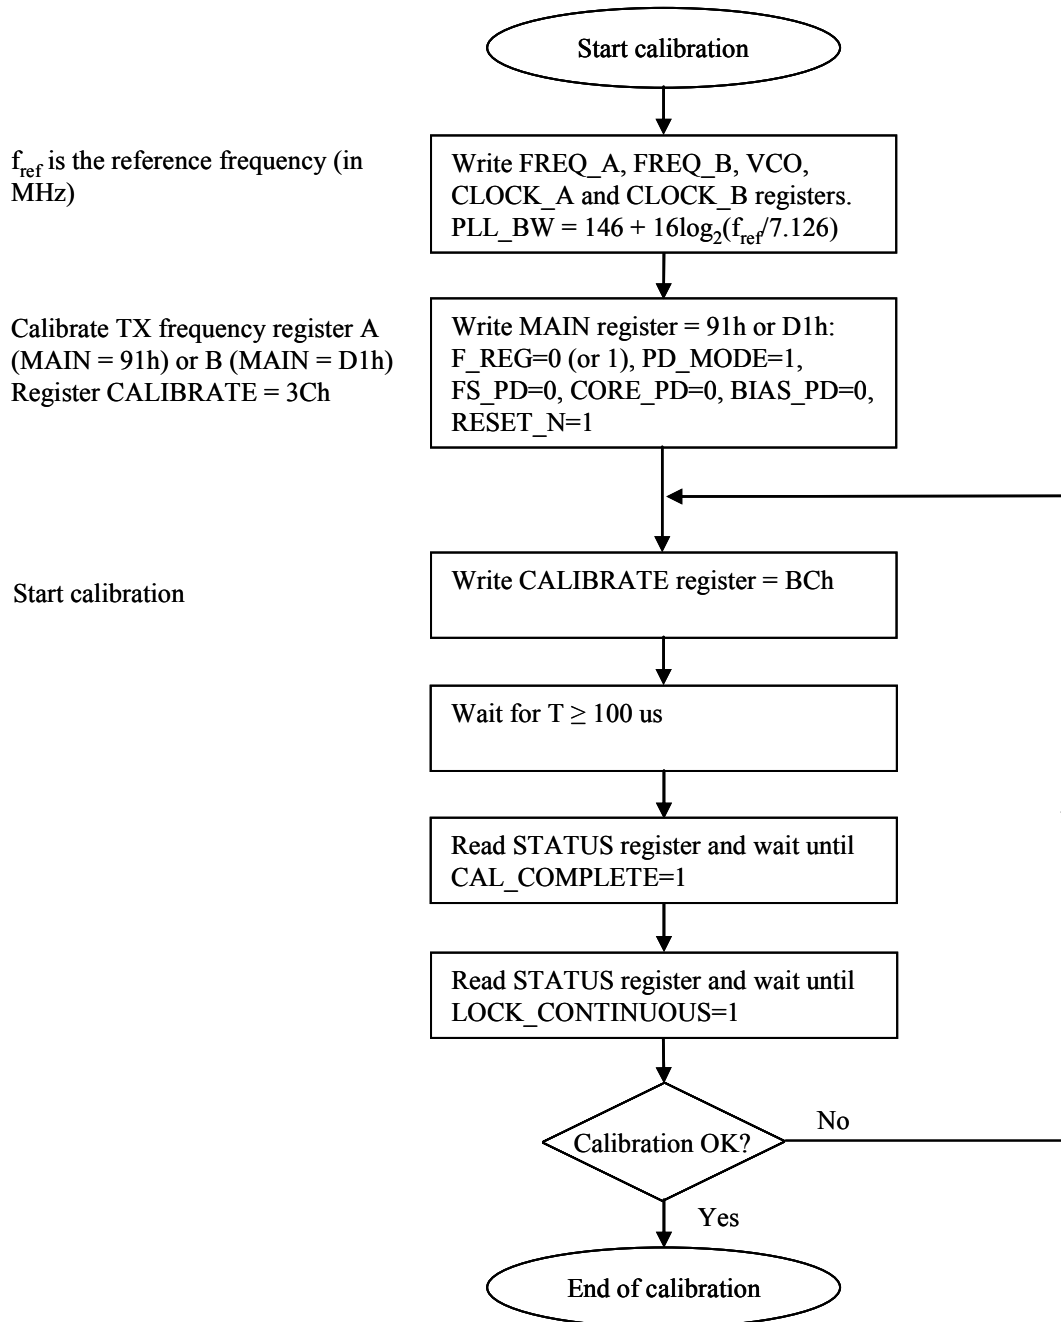 Start calibration
f_ref is the reference frequency (in
MHz)
Write FREQ_A, FREQ_B, VCO,
CLOCK_A and CLOCK_B registers.
PLL_BW = 146 + 16log₂(f_ref/7.126)
Calibrate TX frequency register A
(MAIN = 91h) or B (MAIN = D1h)
Register CALIBRATE = 3Ch
Write MAIN register = 91h or D1h:
F_REG=0 (or 1), PD_MODE=1,
FS_PD=0, CORE_PD=0, BIAS_PD=0,
RESET_N=1
Start calibration
Write CALIBRATE register = BCh
Wait for T ≥ 100 us
Read STATUS register and wait until
CAL_COMPLETE=1
Read STATUS register and wait until
LOCK_CONTINUOUS=1
Calibration OK?
No
Yes
End of calibration